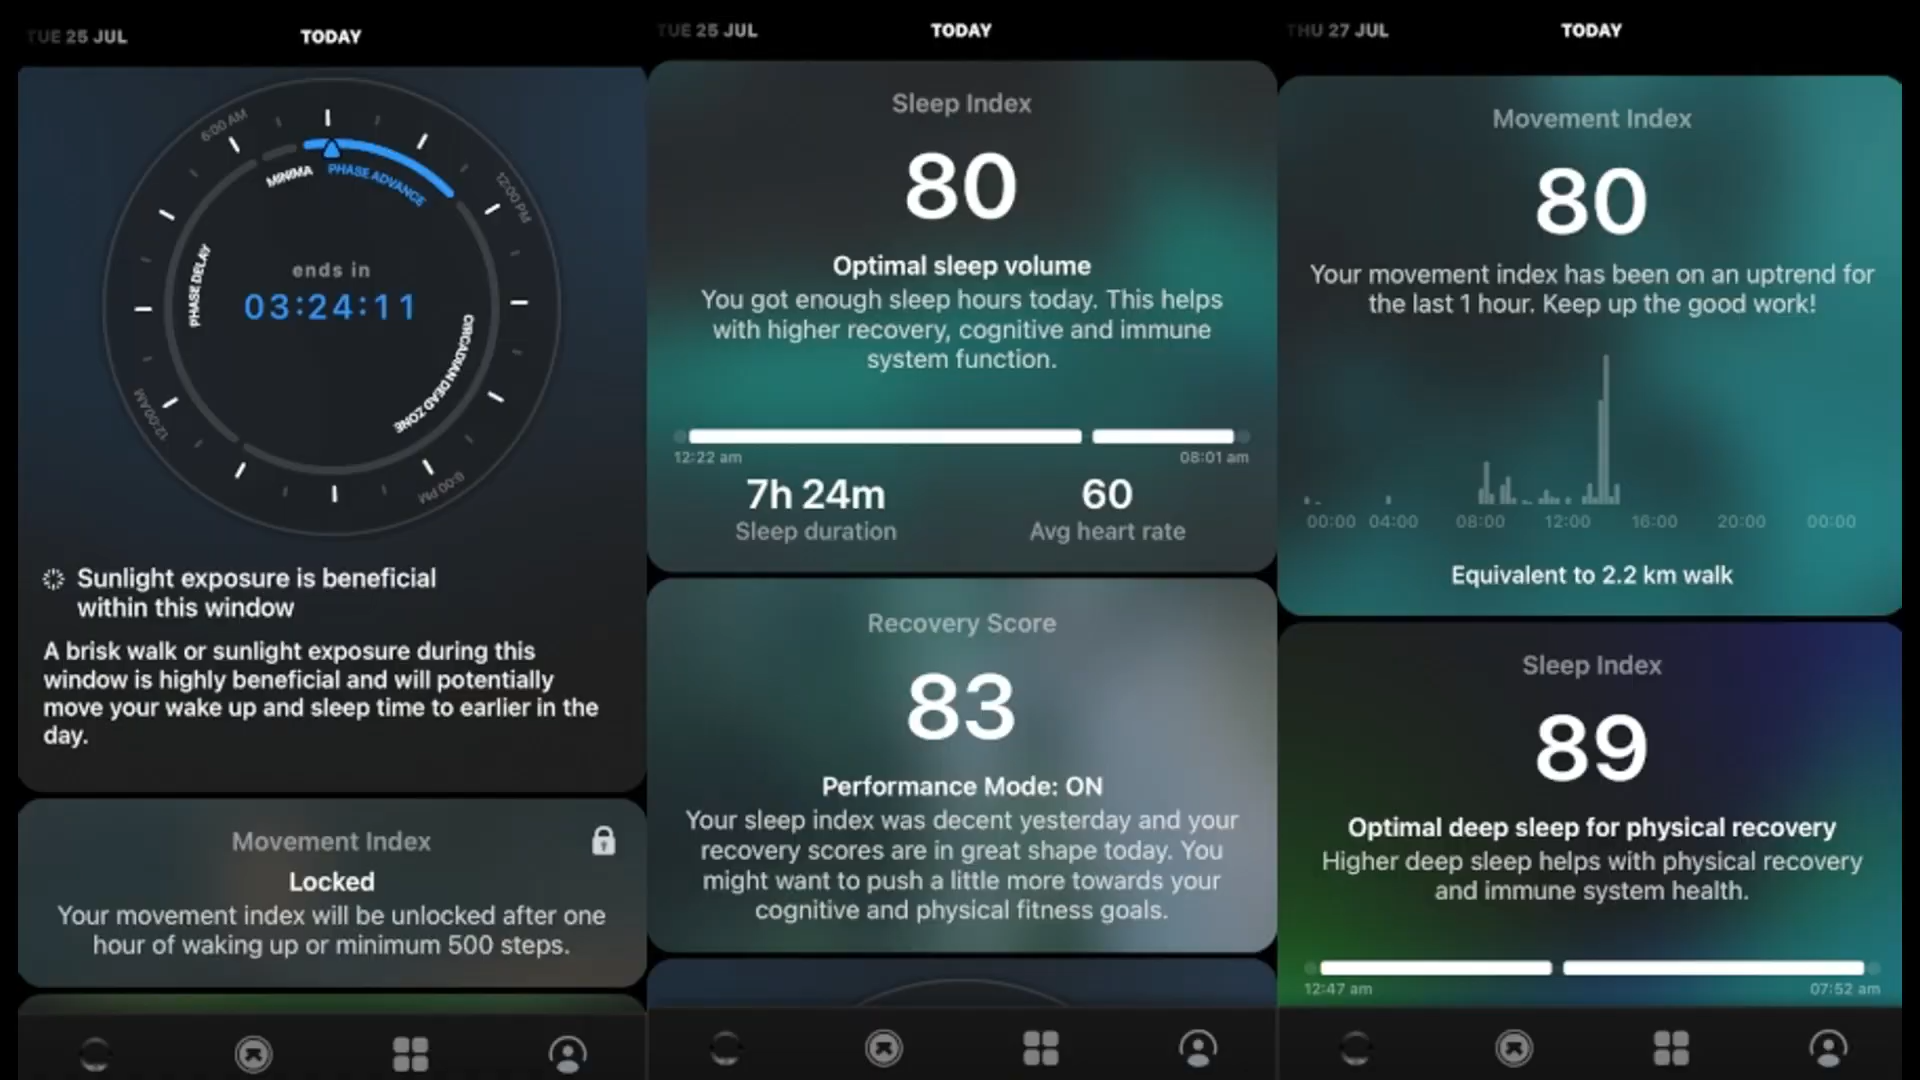 TUE 25 JUL
TODAY
6:00 AM
12:00 PM
MINIMA
PHASE ADVANCE
PHASE DELAY
ends in
03:24:11
CIRCADIAN DEAD ZONE
12:00 AM
6:00 PM
Sunlight exposure is beneficial
within this window
A brisk walk or sunlight exposure during this
window is highly beneficial and will potentially
move your wake up and sleep time to earlier in the
day.
Movement Index
Locked
Your movement index will be unlocked after one
hour of waking up or minimum 500 steps.
TUE 25 JUL
TODAY
Sleep Index
80
Optimal sleep volume
You got enough sleep hours today. This helps
with higher recovery, cognitive and immune
system function.
12:22 am
08:01 am
7h 24m
60
Sleep duration
Avg heart rate
Recovery Score
83
Performance Mode: ON
Your sleep index was decent yesterday and your
recovery scores are in great shape today. You
might want to push a little more towards your
cognitive and physical fitness goals.
THU 27 JUL
TODAY
Movement Index
80
Your movement index has been on an uptrend for
the last 1 hour. Keep up the good work!
00:00 04:00 08:00 12:00 16:00 20:00 00:00
Equivalent to 2.2 km walk
Sleep Index
89
Optimal deep sleep for physical recovery
Higher deep sleep helps with physical recovery
and immune system health.
12:47 am
07:52 am